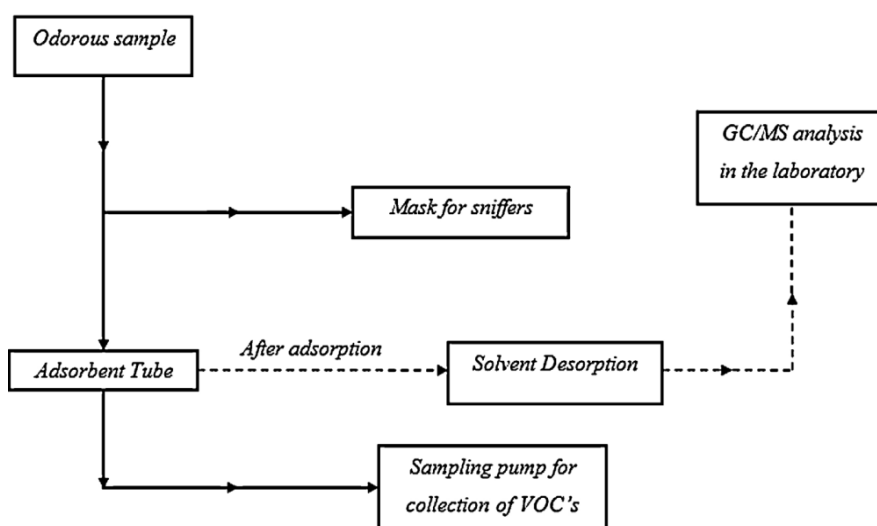 Odorous sample
GC/MS analysis
in the laboratory
Mask for sniffers
After adsorption
Adsorbent Tube
Solvent Desorption
Sampling pump for
collection of VOC's